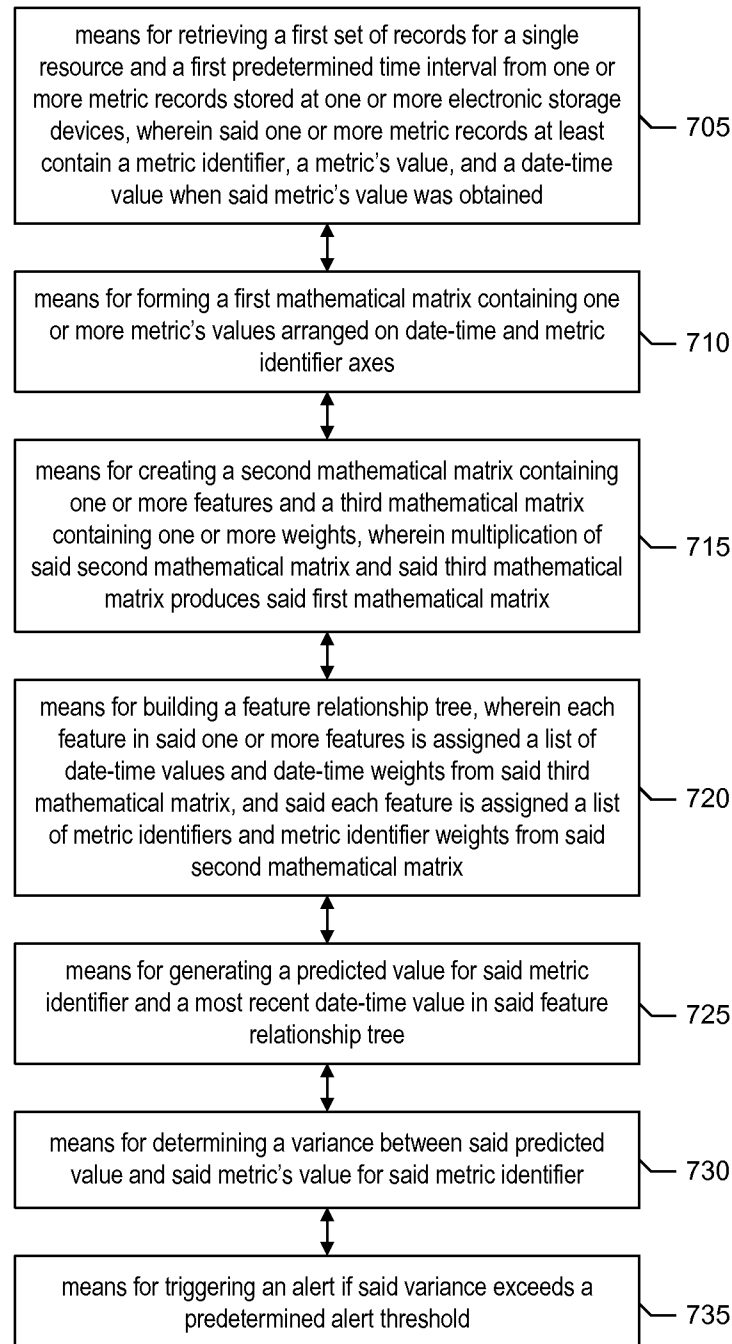 means for retrieving a first set of records for a single
resource and a first predetermined time interval from one or
more metric records stored at one or more electronic storage
devices, wherein said one or more metric records at least
contain a metric identifier, a metric's value, and a date-time
value when said metric's value was obtained
705
means for forming a first mathematical matrix containing one
or more metric's values arranged on date-time and metric
identifier axes
710
means for creating a second mathematical matrix containing
one or more features and a third mathematical matrix
containing one or more weights, wherein multiplication of
said second mathematical matrix and said third mathematical
matrix produces said first mathematical matrix
715
means for building a feature relationship tree, wherein each
feature in said one or more features is assigned a list of
date-time values and date-time weights from said third
mathematical matrix, and said each feature is assigned a list
of metric identifiers and metric identifier weights from said
second mathematical matrix
720
means for generating a predicted value for said metric
identifier and a most recent date-time value in said feature
relationship tree
725
means for determining a variance between said predicted
value and said metric's value for said metric identifier
730
means for triggering an alert if said variance exceeds a
predetermined alert threshold
735